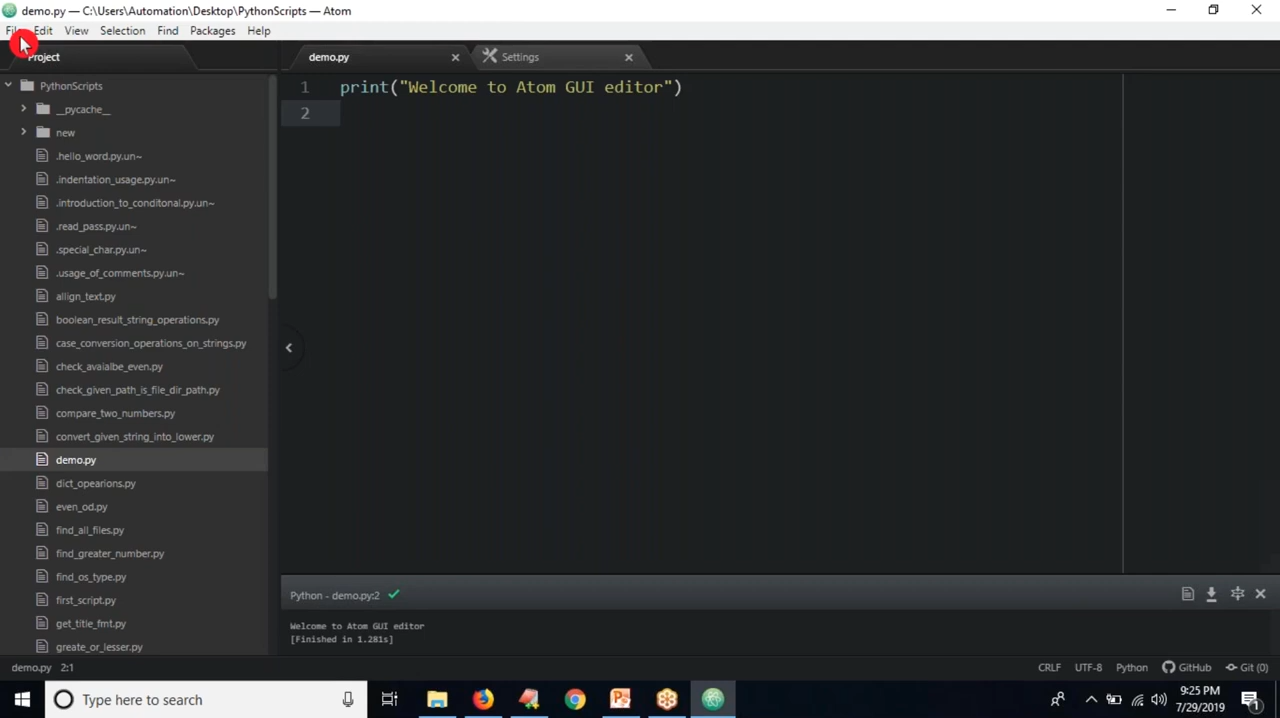 demo.py — C:\Users\Automation\Desktop\PythonScripts — Atom
File Edit View Selection Find Packages Help
Project
demo.py
Settings
PythonScripts
__pycache__
new
.hello_word.py.un~
.indentation_usage.py.un~
.introduction_to_conditonal.py.un~
.read_pass.py.un~
.special_char.py.un~
.usage_of_comments.py.un~
allign_text.py
boolean_result_string_operations.py
case_conversion_operations_on_strings.py
check_avaialbe_even.py
check_given_path_is_file_dir_path.py
compare_two_numbers.py
convert_given_string_into_lower.py
demo.py
dict_opearions.py
even_od.py
find_all_files.py
find_greater_number.py
find_os_type.py
first_script.py
get_title_fmt.py
greate_or_lesser.py
1 print("Welcome to Atom GUI editor")
2
Python - demo.py:2
Welcome to Atom GUI editor
[Finished in 1.281s]
demo.py 2:1
CRLF UTF-8 Python GitHub Git (0)
Type here to search
9:25 PM
7/29/2019
1